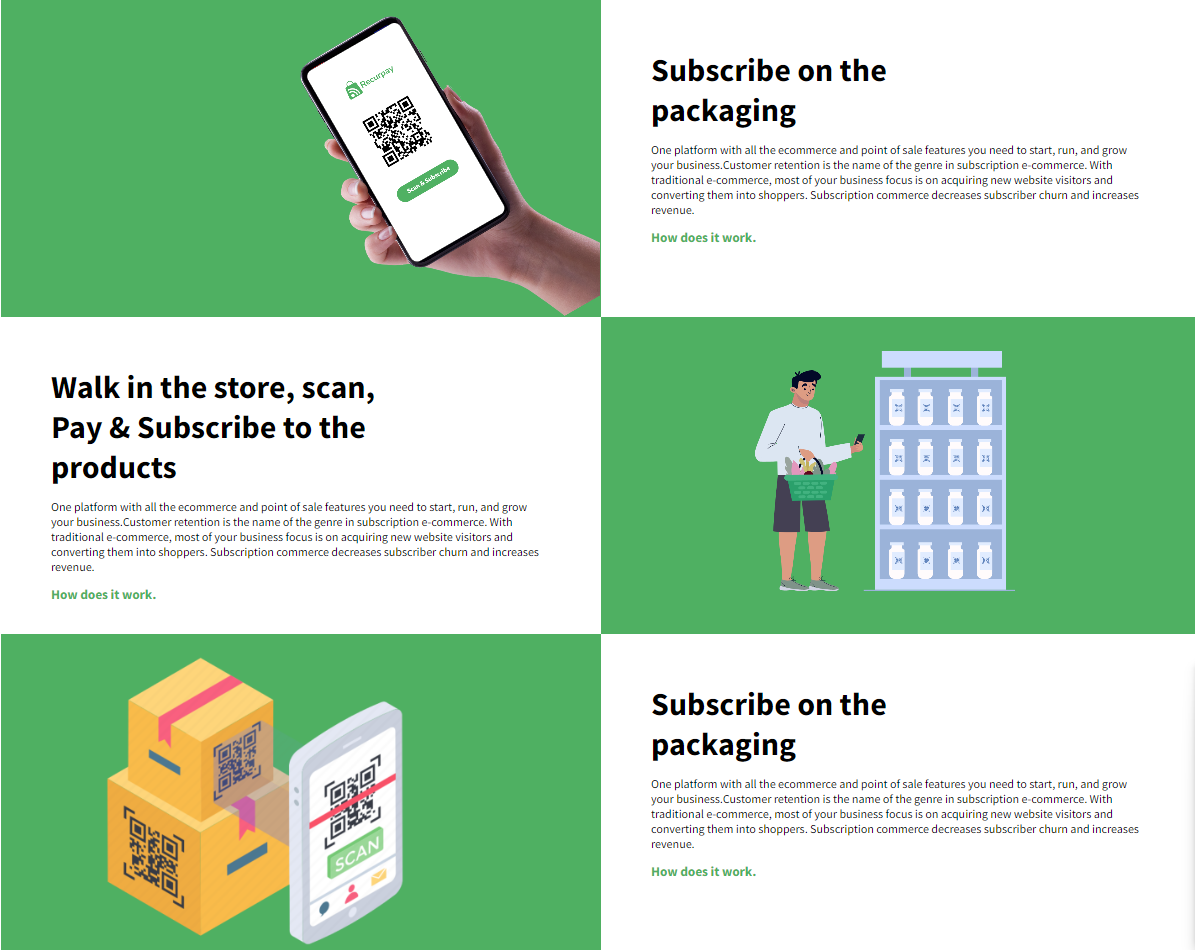 Recurpay
Scan & Subscribe
Subscribe on the
packaging
One platform with all the ecommerce and point of sale features you need to start, run, and grow
your business.Customer retention is the name of the genre in subscription e-commerce. With
traditional e-commerce, most of your business focus is on acquiring new website visitors and
converting them into shoppers. Subscription commerce decreases subscriber churn and increases
revenue.
How does it work.
Walk in the store, scan,
Pay & Subscribe to the
products
One platform with all the ecommerce and point of sale features you need to start, run, and grow
your business.Customer retention is the name of the genre in subscription e-commerce. With
traditional e-commerce, most of your business focus is on acquiring new website visitors and
converting them into shoppers. Subscription commerce decreases subscriber churn and increases
revenue.
How does it work.
SCAN
Subscribe on the
packaging
One platform with all the ecommerce and point of sale features you need to start, run, and grow
your business.Customer retention is the name of the genre in subscription e-commerce. With
traditional e-commerce, most of your business focus is on acquiring new website visitors and
converting them into shoppers. Subscription commerce decreases subscriber churn and increases
revenue.
How does it work.